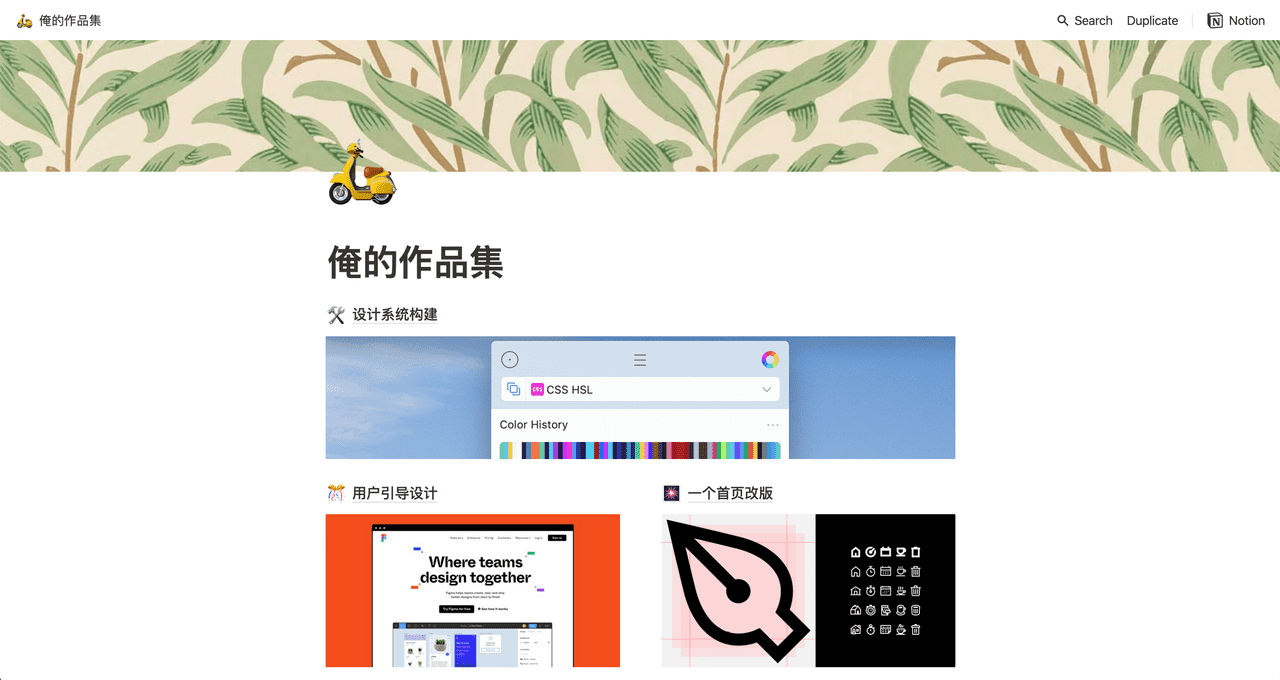 俺的作品集
Search Duplicate Notion
俺的作品集
设计系统构建
CSS CSS HSL
Color History
用户引导设计
一个首页改版
Where teams
design together
Figma helps teams create, test, and ship
better designs from start to finish.
Try Figma for free See how it works